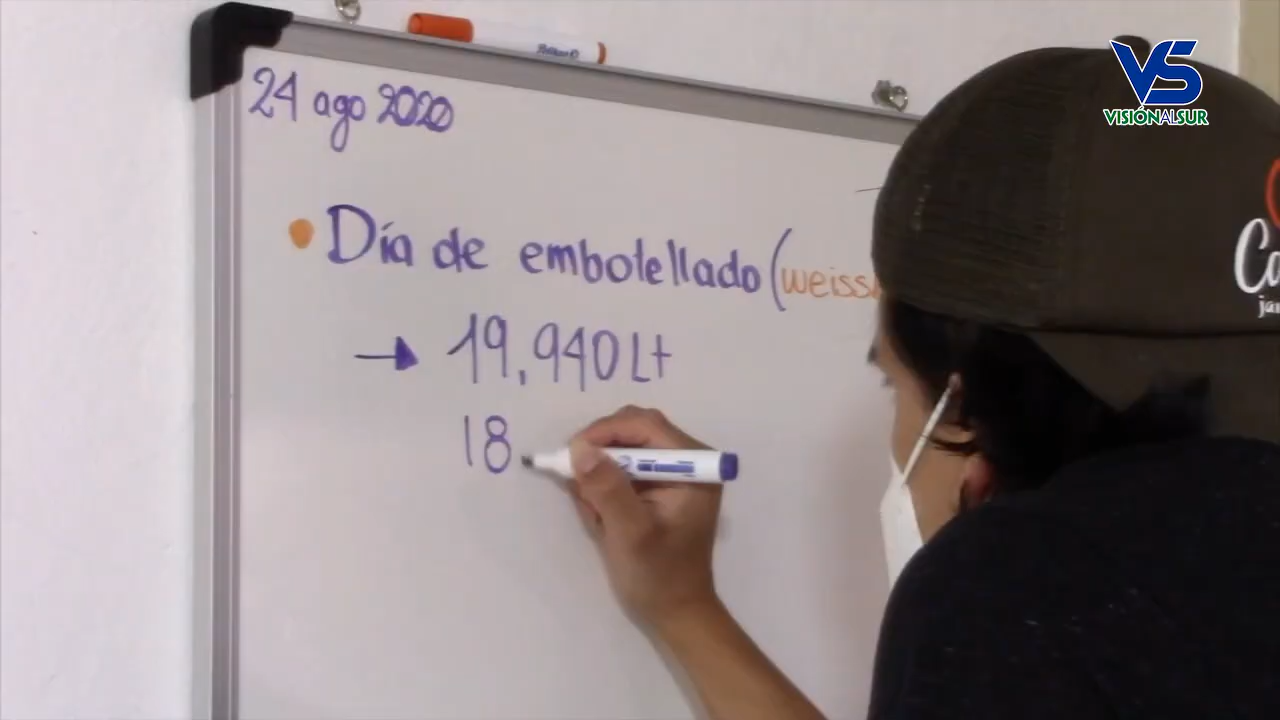 VS
VISIÓNALSUR
24 ago 2020
• Día de embotellado (weiss
→ 19,940 Lt
18